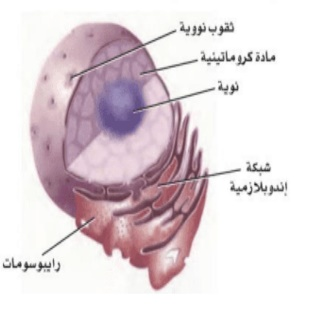 ثقوب نووية
مادة كروماتينية
نوية
شبكة
إندوبلازمية
رايبوسومات